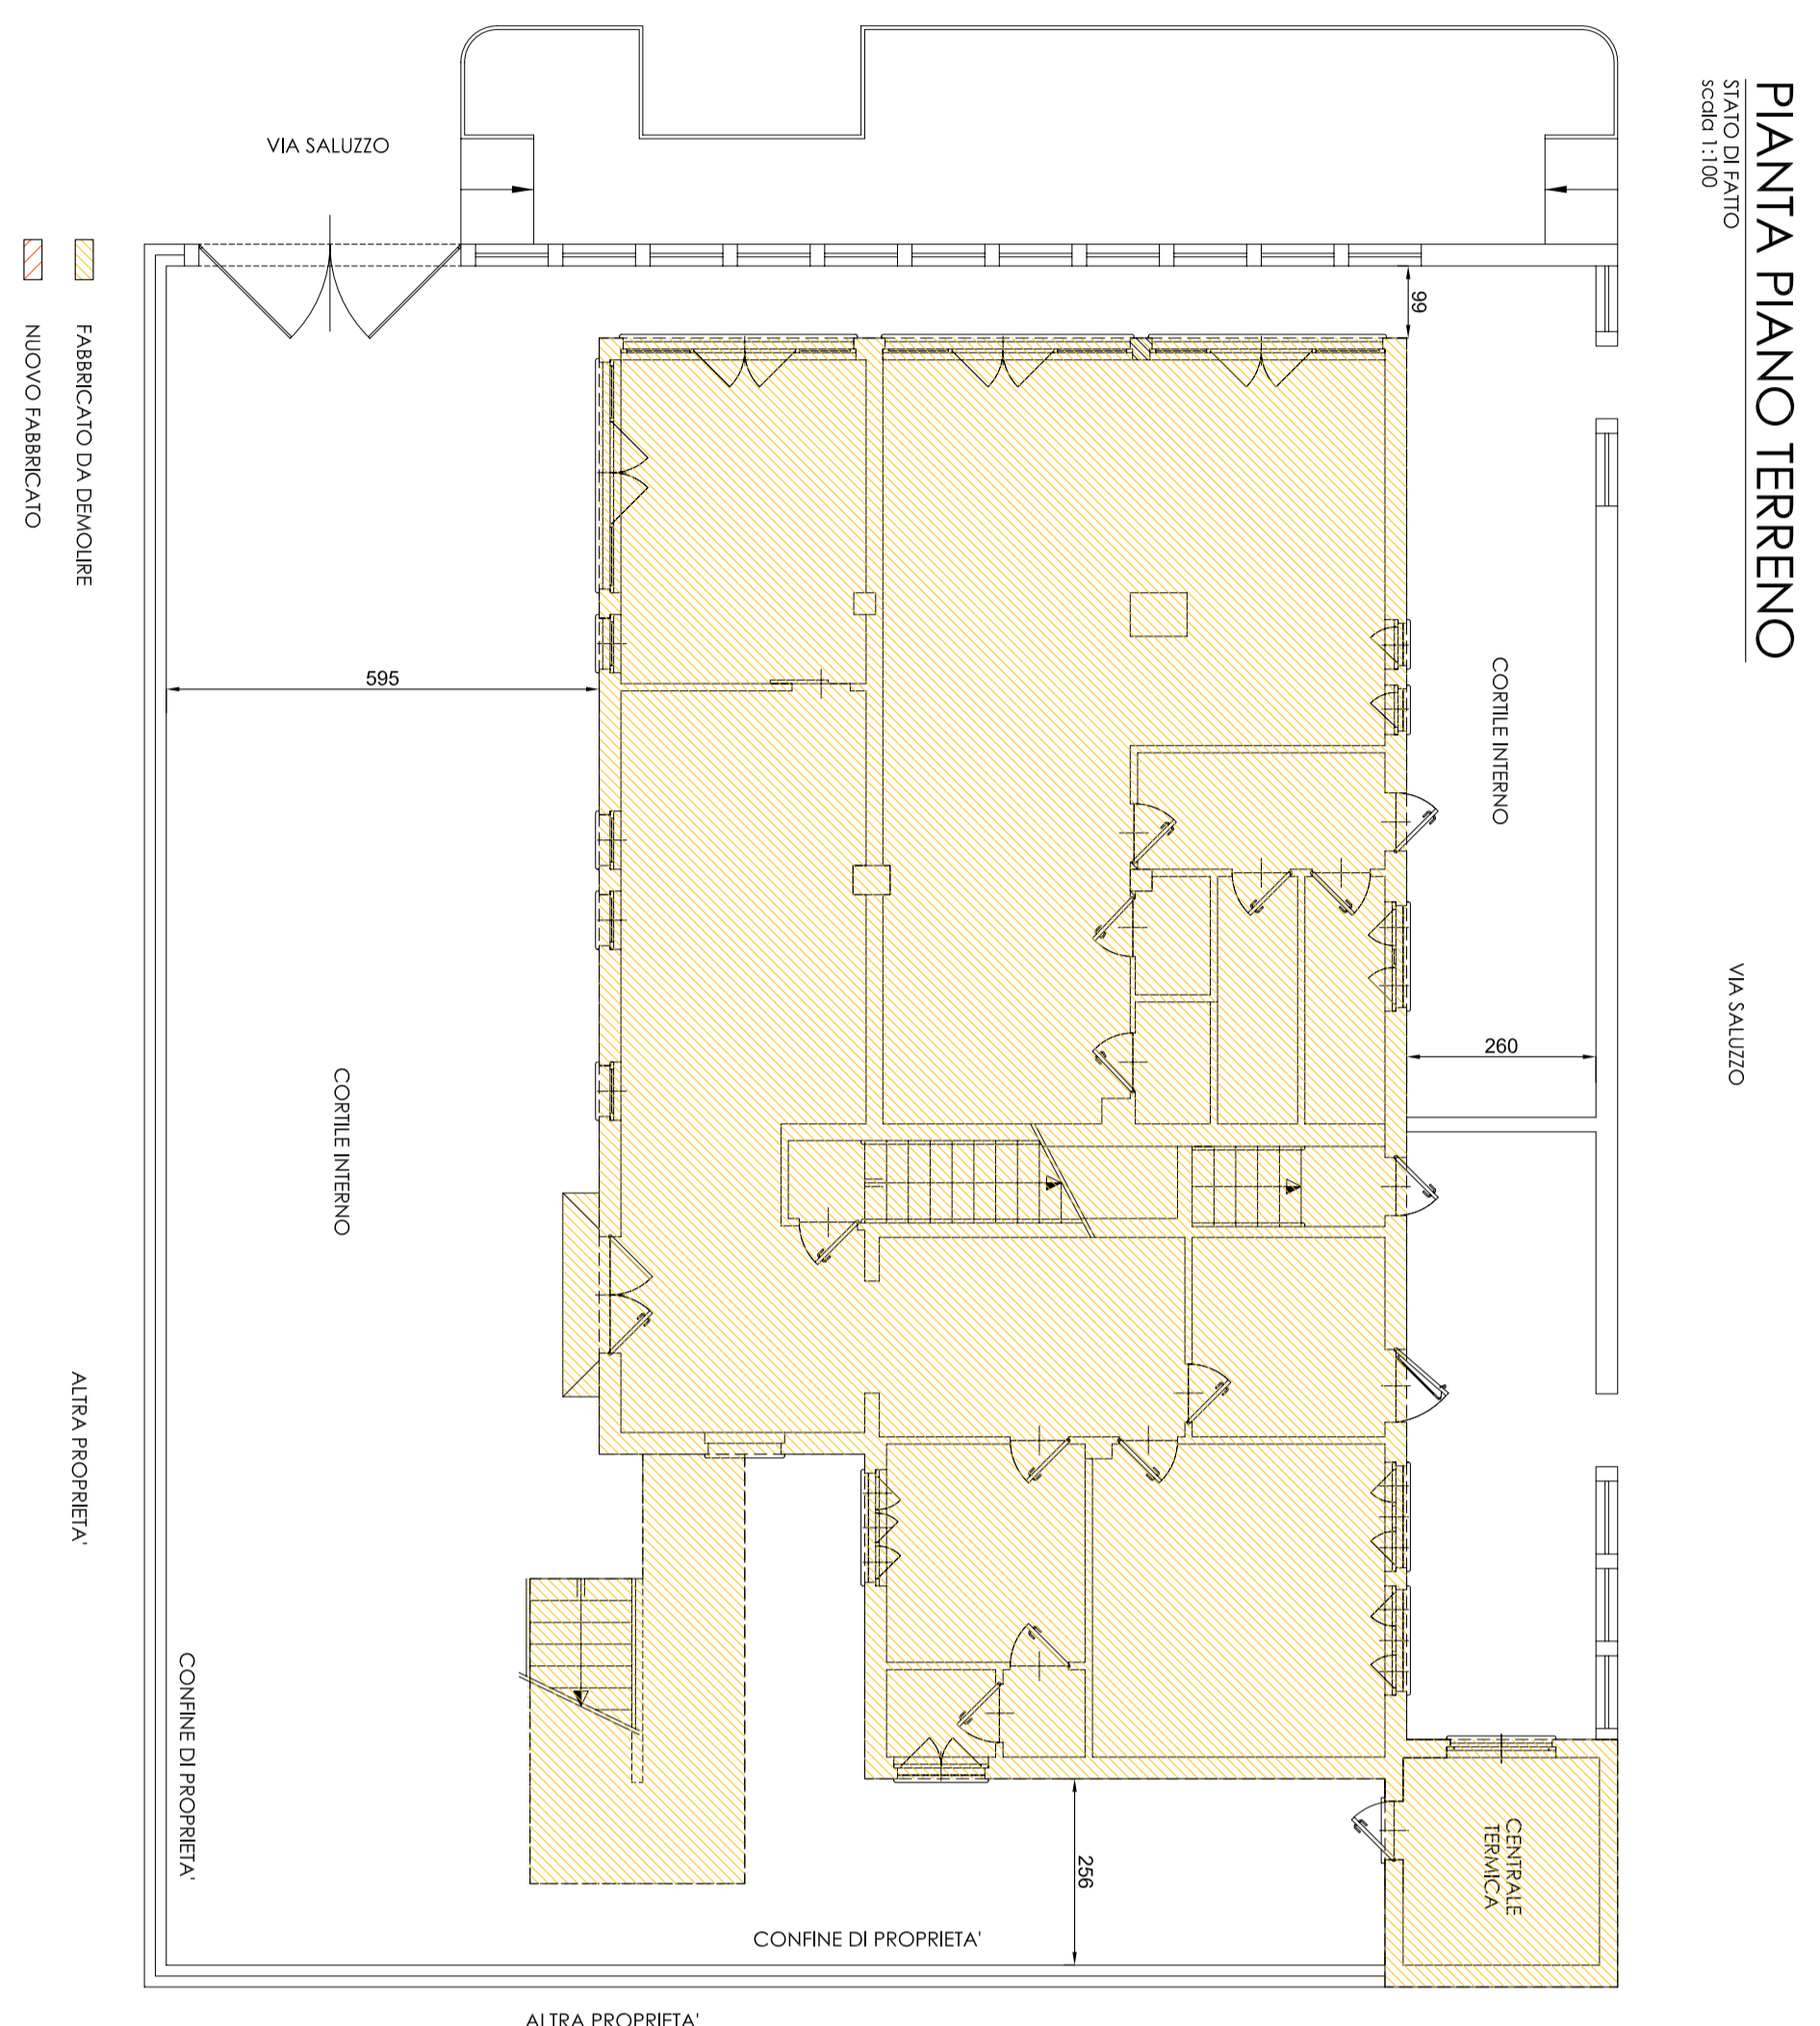 PIANTA PIANO TERRENO
STATO DI FATTO
scala 1:100
VIA SALUZZO
VIA SALUZZO
99
CORTILE INTERNO
595
260
CORTILE INTERNO
CENTRALE
TERMICA
256
CONFINE DI PROPRIETA'
CONFINE DI PROPRIETA'
ALTRA PROPRIETA'
ALTRA PROPRIETA'
FABBRICATO DA DEMOLIRE
NUOVO FABBRICATO